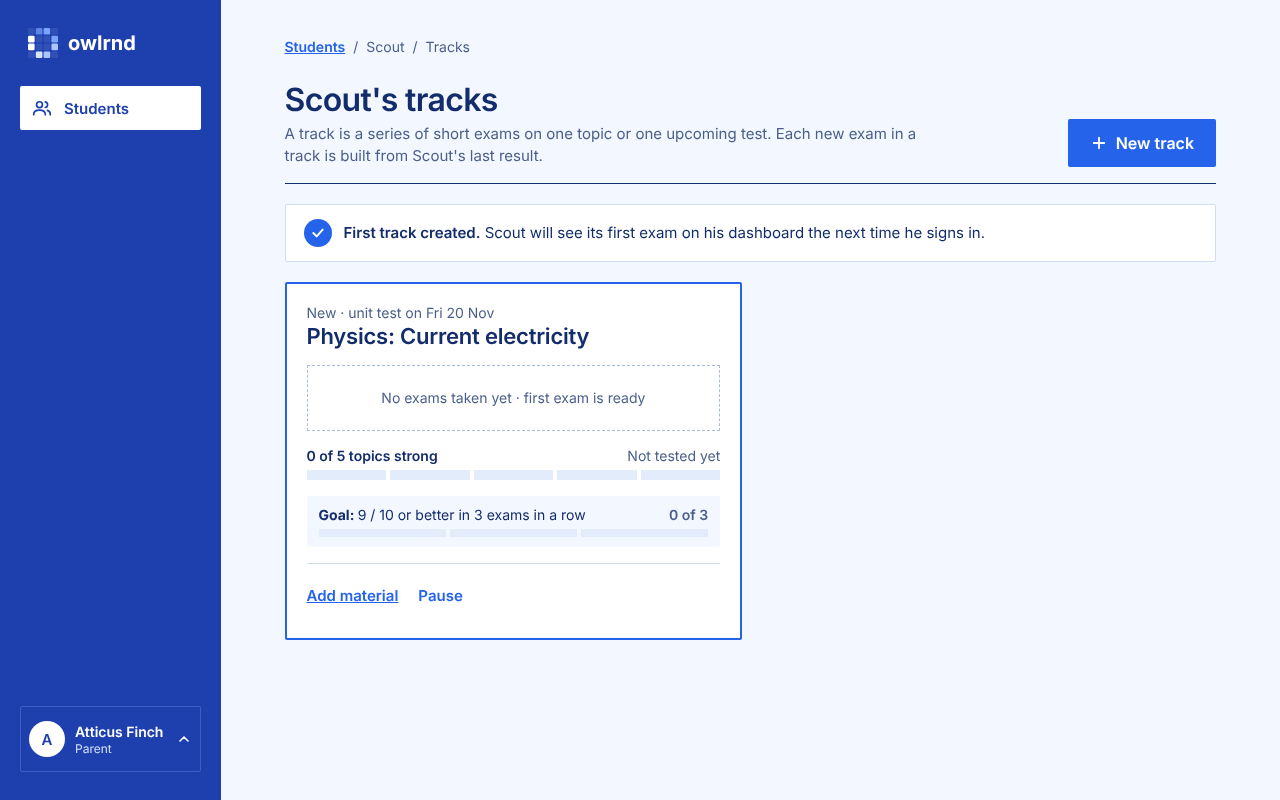 owlrnd
Students
Atticus Finch
Parent
A
Students / Scout / Tracks
Scout's tracks
A track is a series of short exams on one topic or one upcoming test. Each new exam in a
track is built from Scout's last result.
New track
First track created. Scout will see its first exam on his dashboard the next time he signs in.
New · unit test on Fri 20 Nov
Physics: Current electricity
No exams taken yet · first exam is ready
0 of 5 topics strong Not tested yet
Goal: 9 / 10 or better in 3 exams in a row 0 of 3
Add material Pause